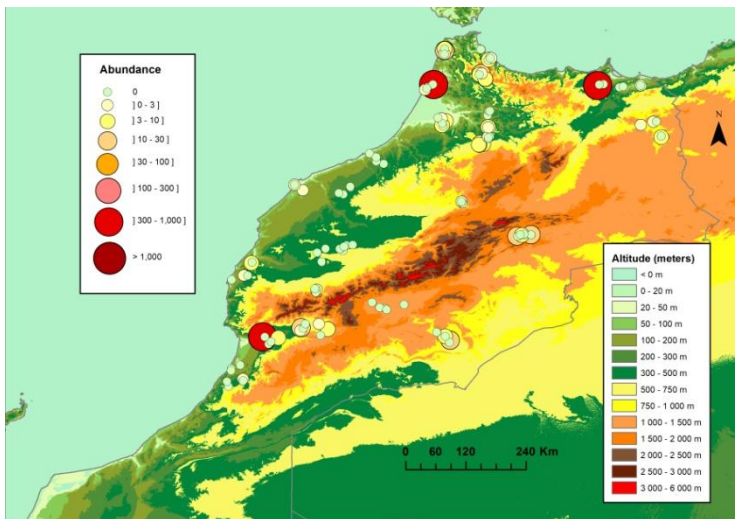 Abundance
0
] 0 - 3 ]
] 3 - 10 ]
] 10 - 30 ]
] 30 - 100 ]
] 100 - 300 ]
] 300 - 1,000 ]
> 1,000
N
Altitude (meters)
< 0 m
0 - 20 m
20 - 50 m
50 - 100 m
100 - 200 m
200 - 300 m
300 - 500 m
500 - 750 m
750 - 1 000 m
1 000 - 1 500 m
1 500 - 2 000 m
2 000 - 2 500 m
2 500 - 3 000 m
3 000 - 6 000 m
0 60 120 240 Km